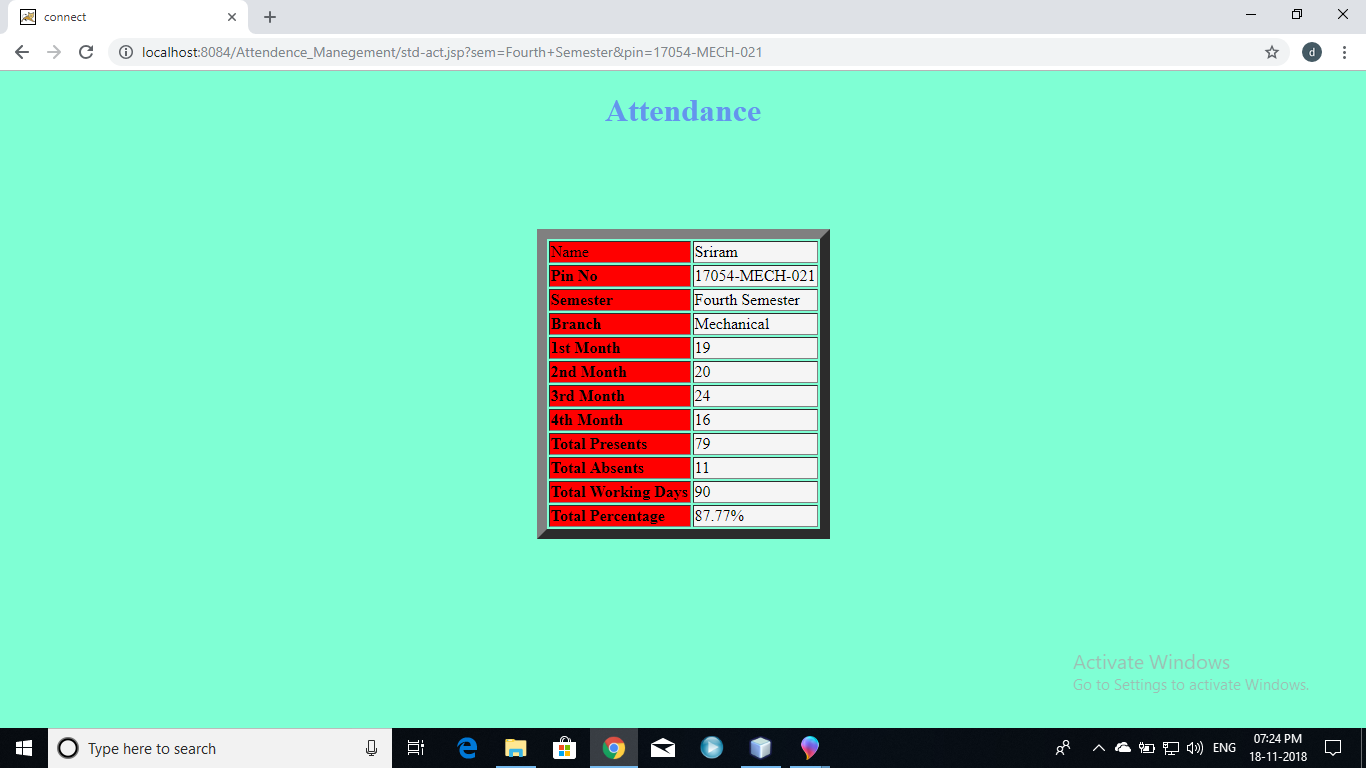 connect
localhost:8084/Attendence_Manegement/std-act.jsp?sem=Fourth+Semester&pin=17054-MECH-021
d
Attendance
Name Sriram
Pin No 17054-MECH-021
Semester Fourth Semester
Branch Mechanical
1st Month 19
2nd Month 20
3rd Month 24
4th Month 16
Total Presents 79
Total Absents 11
Total Working Days 90
Total Percentage 87.77%
Activate Windows
Go to Settings to activate Windows.
Type here to search
ENG
07:24 PM
18-11-2018